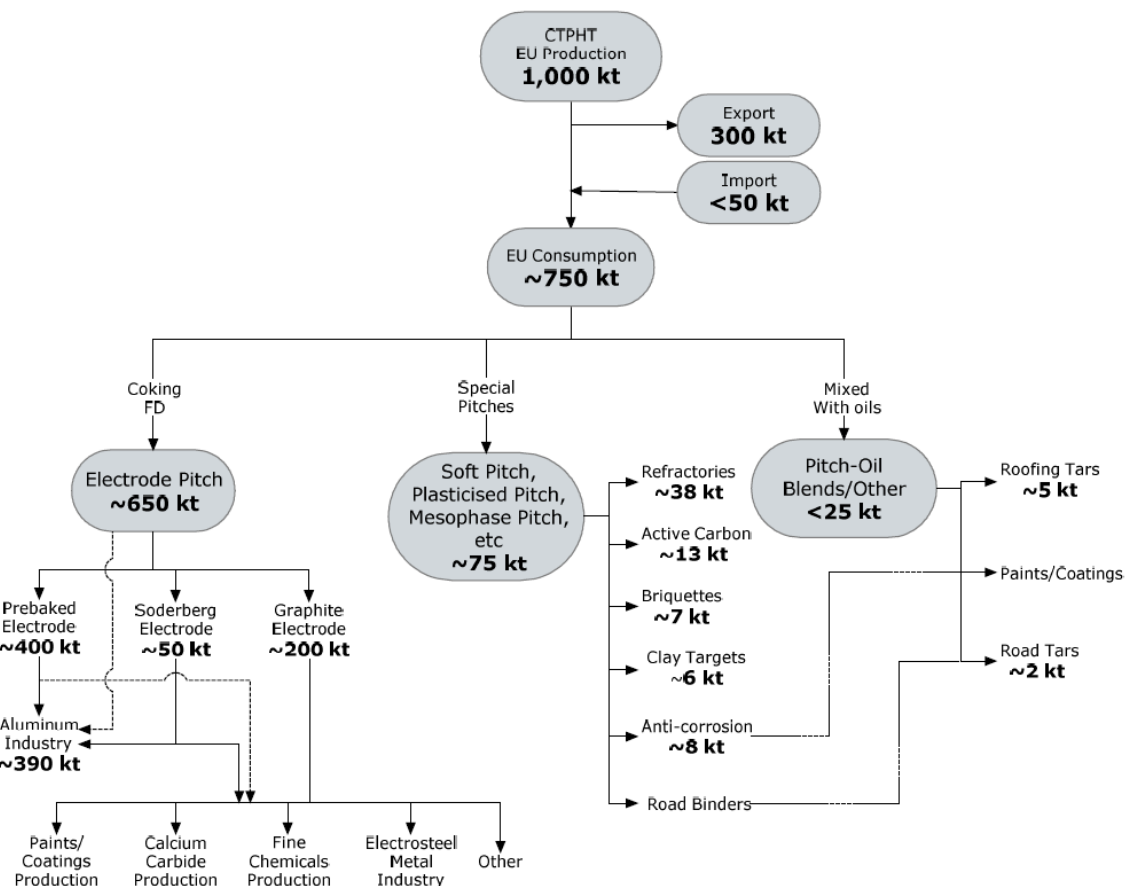 CTPHT
EU Production
1,000 kt
Export
300 kt
Import
<50 kt
EU Consumption
~750 kt
Coking
FD
Special
Pitches
Mixed
With oils
Electrode Pitch
~650 kt
Soft Pitch,
Plasticised Pitch,
Mesophase Pitch,
etc
~75 kt
Refractories
~38 kt
Active Carbon
~13 kt
Briquettes
~7 kt
Clay Targets
~6 kt
Anti-corrosion
~8 kt
Road Binders
Pitch-Oil
Blends/Other
<25 kt
Roofing Tars
~5 kt
Paints/Coatings
Road Tars
~2 kt
Prebaked
Electrode
~400 kt
Soderberg
Electrode
~50 kt
Graphite
Electrode
~200 kt
Aluminum
Industry
~390 kt
Paints/
Coatings
Production
Calcium
Carbide
Production
Fine
Chemicals
Production
Electrosteel
Metal
Industry
Other